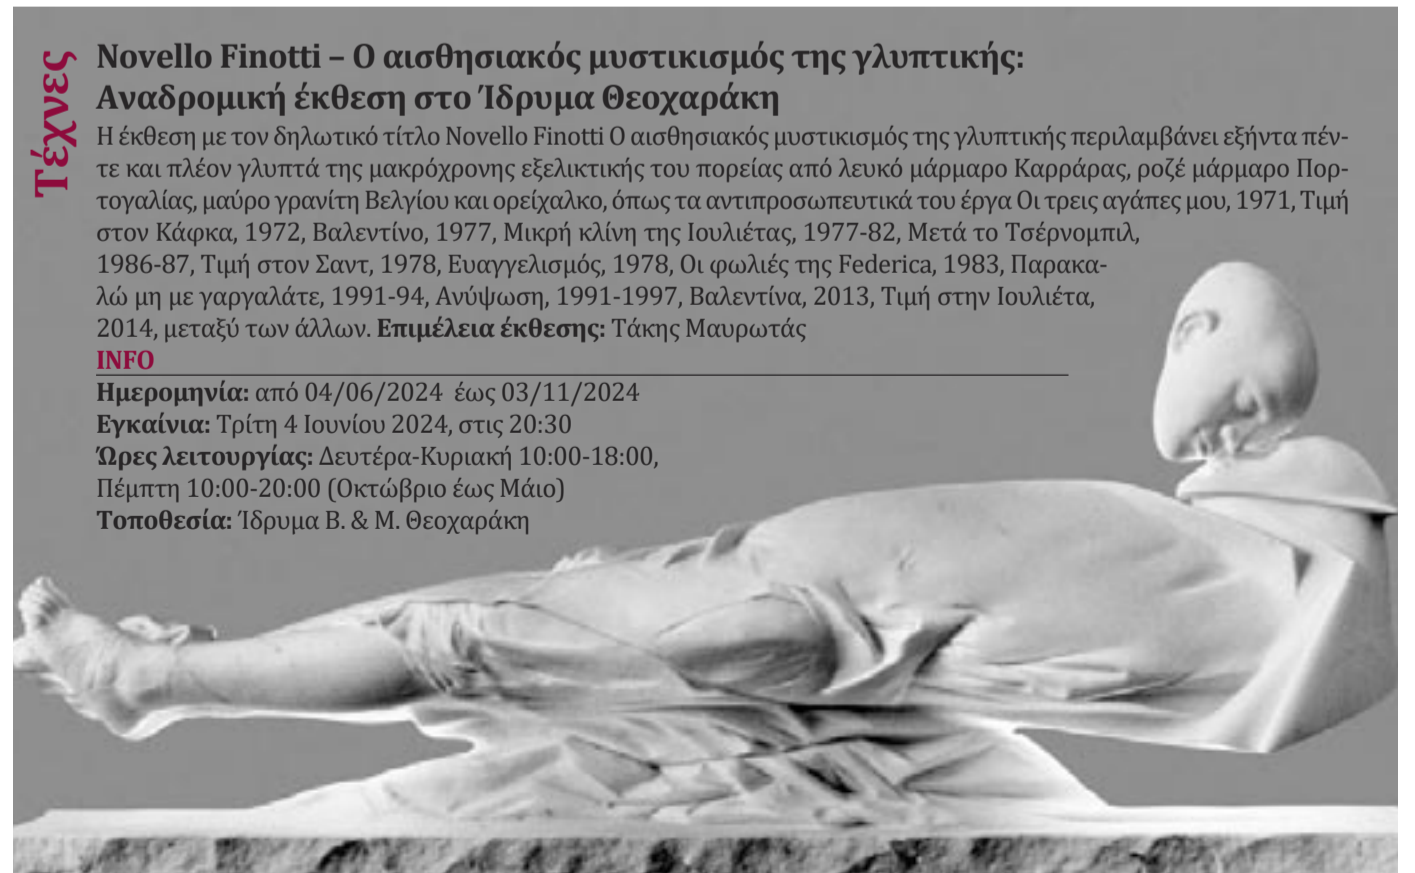 Τέχνες
Novello Finotti – Ο αισθησιακός μυστικισμός της γλυπτικής:
Αναδρομική έκθεση στο Ίδρυμα Θεοχαράκη
Η έκθεση με τον δηλωτικό τίτλο Novello Finotti Ο αισθησιακός μυστικισμός της γλυπτικής περιλαμβάνει εξήντα πέν-
τε και πλέον γλυπτά της μακρόχρονης εξελικτικής του πορείας από λευκό μάρμαρο Καρράρας, ροζέ μάρμαρο Πορ-
τογαλίας, μαύρο γρανίτη Βελγίου και ορείχαλκο, όπως τα αντιπροσωπευτικά του έργα Οι τρεις αγάπες μου, 1971, Τιμή
στον Κάφκα, 1972, Βαλεντίνο, 1977, Μικρή κλίνη της Ιουλιέτας, 1977-82, Μετά το Τσέρνομπιλ,
1986-87, Τιμή στον Σαντ, 1978, Ευαγγελισμός, 1978, Οι φωλιές της Federica, 1983, Παρακα-
λώ μη με γαργαλάτε, 1991-94, Ανύψωση, 1991-1997, Βαλεντίνα, 2013, Τιμή στην Ιουλιέτα,
2014, μεταξύ των άλλων. Επιμέλεια έκθεσης: Τάκης Μαυρωτάς
INFO
Ημερομηνία: από 04/06/2024 έως 03/11/2024
Εγκαίνια: Τρίτη 4 Ιουνίου 2024, στις 20:30
Ώρες λειτουργίας: Δευτέρα-Κυριακή 10:00-18:00,
Πέμπτη 10:00-20:00 (Οκτώβριο έως Μάιο)
Τοποθεσία: Ίδρυμα Β. & Μ. Θεοχαράκη